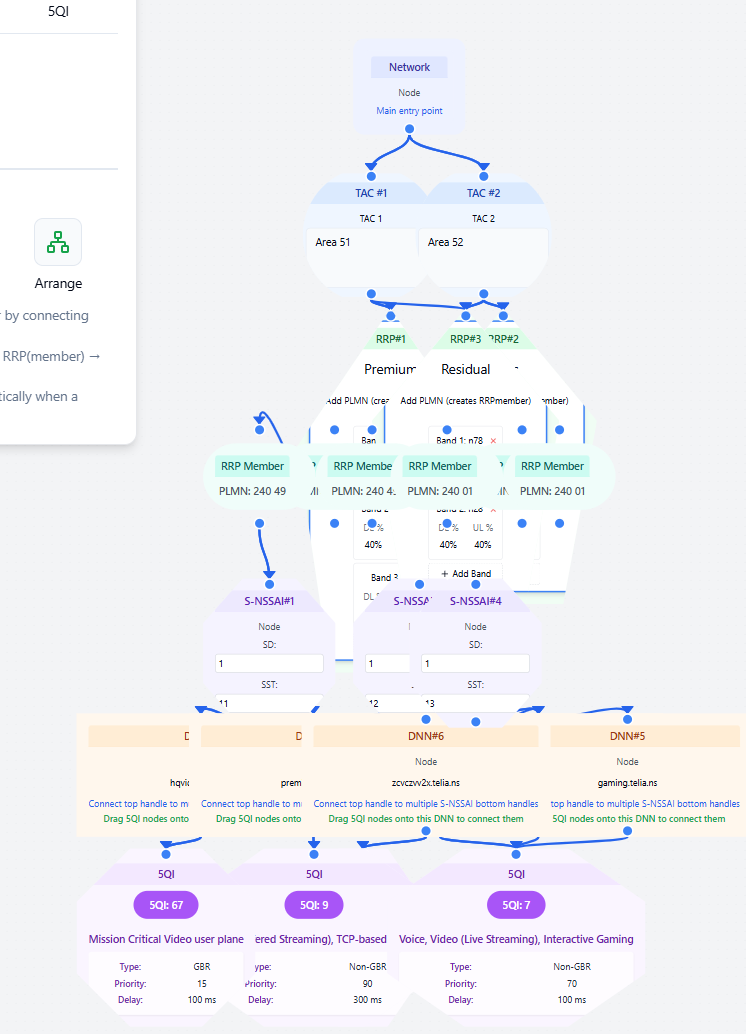 5QI
Network
Node
Main entry point
TAC #1
TAC #2
TAC 1
TAC 2
Area 51
Area 52
Arrange
by connecting
RRP(member) →
tically when a
RRP#1
RRP#3
RRP#2
Premium
Residual
Add PLMN (crea
Add PLMN (creates RRPmember)
mber)
Band
Band 1: n78 ×
RRP Member
RRP Membe
RRP Member
RRP Member
PLMN: 240 49
PLMN: 240 4
PLMN: 240 01
PLMN: 240 01
Band 2
Band 2: n28 ×
DL %
DL %
UL %
40%
40%
40%
Band 3
+ Add Band
DL
S-NSSAI#1
S-NSSAI
S-NSSAI#4
Node
Node
SD:
SD:
1
1
1
SST:
SST:
11
12
13
D
D
DNN#6
DNN#5
Node
Node
hqvi
prem
zcvczvv2x.telia.ns
gaming.telia.ns
Connect top handle to m
Connect top handle to m
Connect top handle to multiple S-NSSAI bottom handles
top handle to multiple S-NSSAI bottom handles
Drag 5QI nodes onto
Drag 5QI nodes onto
Drag 5QI nodes onto this DNN to connect them
5QI nodes onto this DNN to connect them
5QI
5QI
5QI
5QI: 67
5QI: 9
5QI: 7
Mission Critical Video user plane
ered Streaming), TCP-based
Voice, Video (Live Streaming), Interactive Gaming
Type:
GBR
ype:
Non-GBR
Type:
Non-GBR
Priority:
15
Priority:
90
Priority:
70
Delay:
100 ms
Delay:
300 ms
Delay:
100 ms